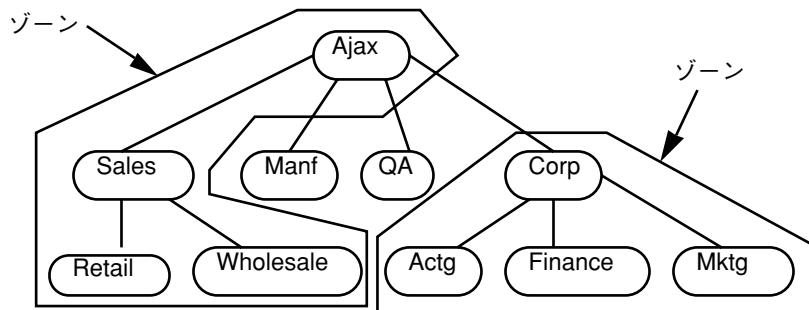 ゾーン
Ajax
ゾーン
Sales
Manf
QA
Corp
Retail
Wholesale
Actg
Finance
Mktg